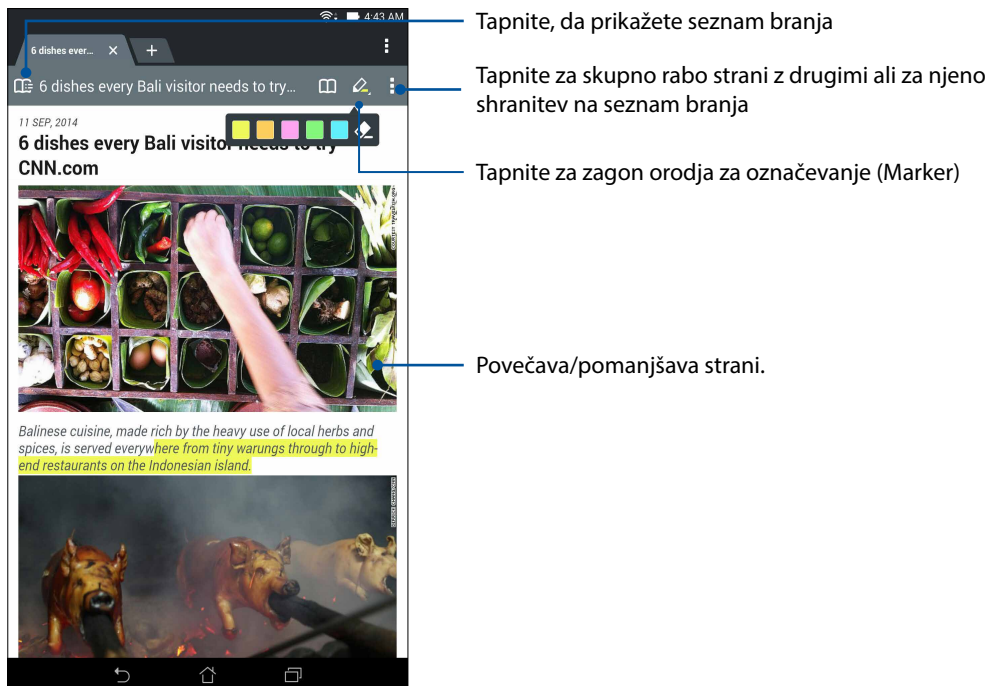 4:43 AM
Tapnite, da prikažete seznam branja
6 dishes ever...
6 dishes every Bali visitor needs to try...
Tapnite za skupno rabo strani z drugimi ali za njeno
shranitev na seznam branja
11 SEP, 2014
6 dishes every Bali visitor needs to try
CNN.com
Tapnite za zagon orodja za označevanje (Marker)
Povečava/pomanjšava strani.
Balinese cuisine, made rich by the heavy use of local herbs and
spices, is served everywhere from tiny warungs through to high-
end restaurants on the Indonesian island.